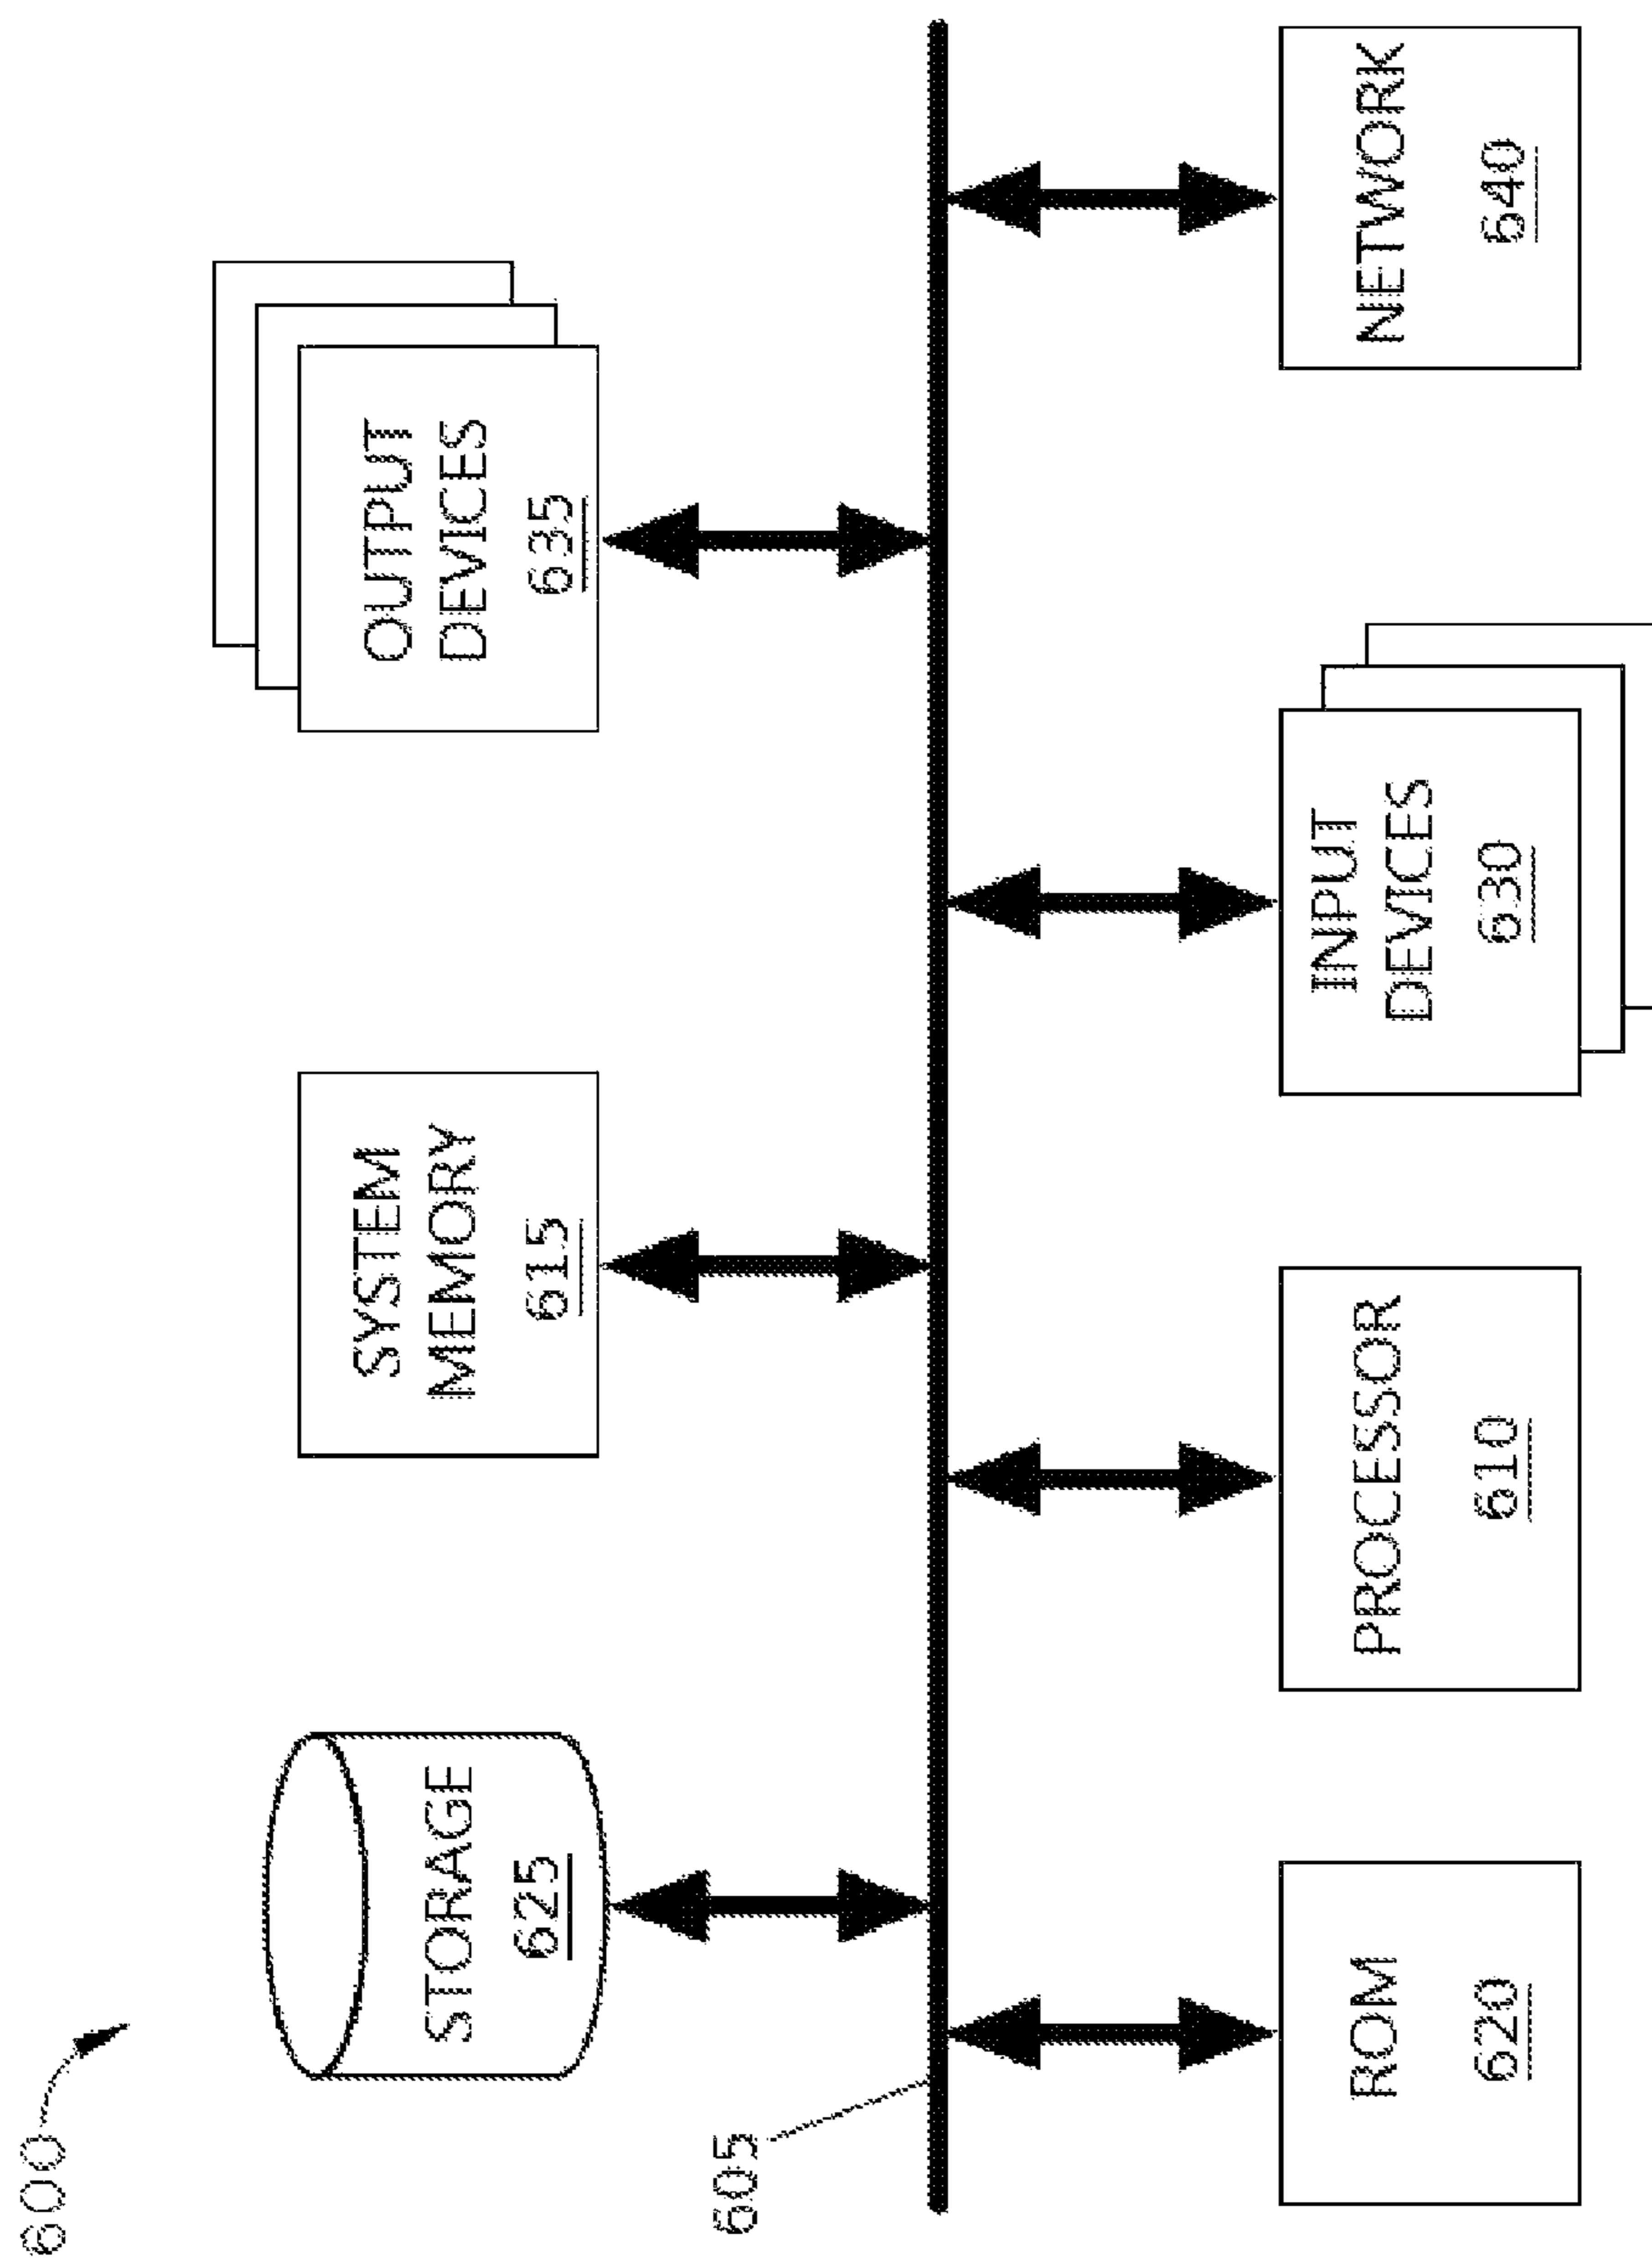 600
STORAGE
625
SYSTEM
MEMORY
615
OUTPUT
DEVICES
635
605
ROM
620
PROCESSOR
610
INPUT
DEVICES
630
NETWORK
640